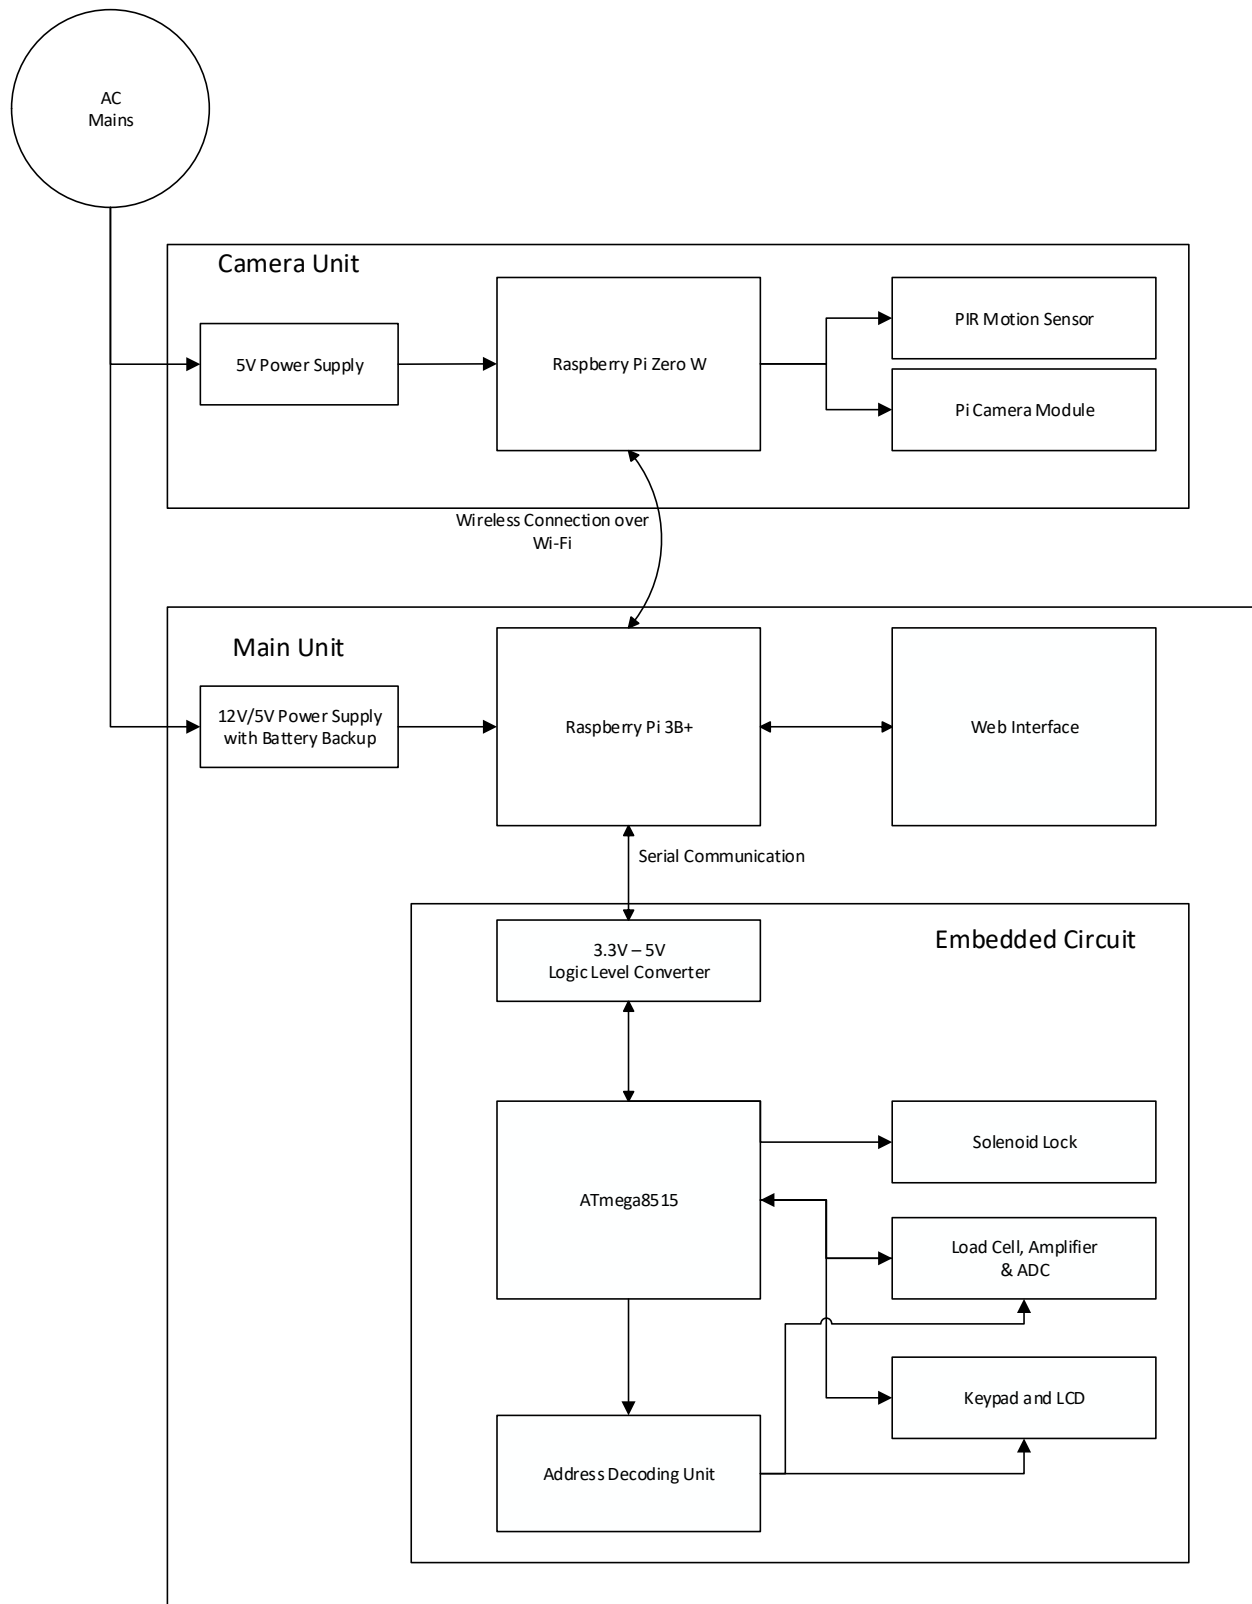 AC
Mains
Camera Unit
5V Power Supply
Raspberry Pi Zero W
PIR Motion Sensor
Pi Camera Module
Wireless Connection over
Wi-Fi
Main Unit
12V/5V Power Supply
with Battery Backup
Raspberry Pi 3B+
Web Interface
Serial Communication
Embedded Circuit
3.3V – 5V
Logic Level Converter
ATmega8515
Solenoid Lock
Load Cell, Amplifier
& ADC
Keypad and LCD
Address Decoding Unit